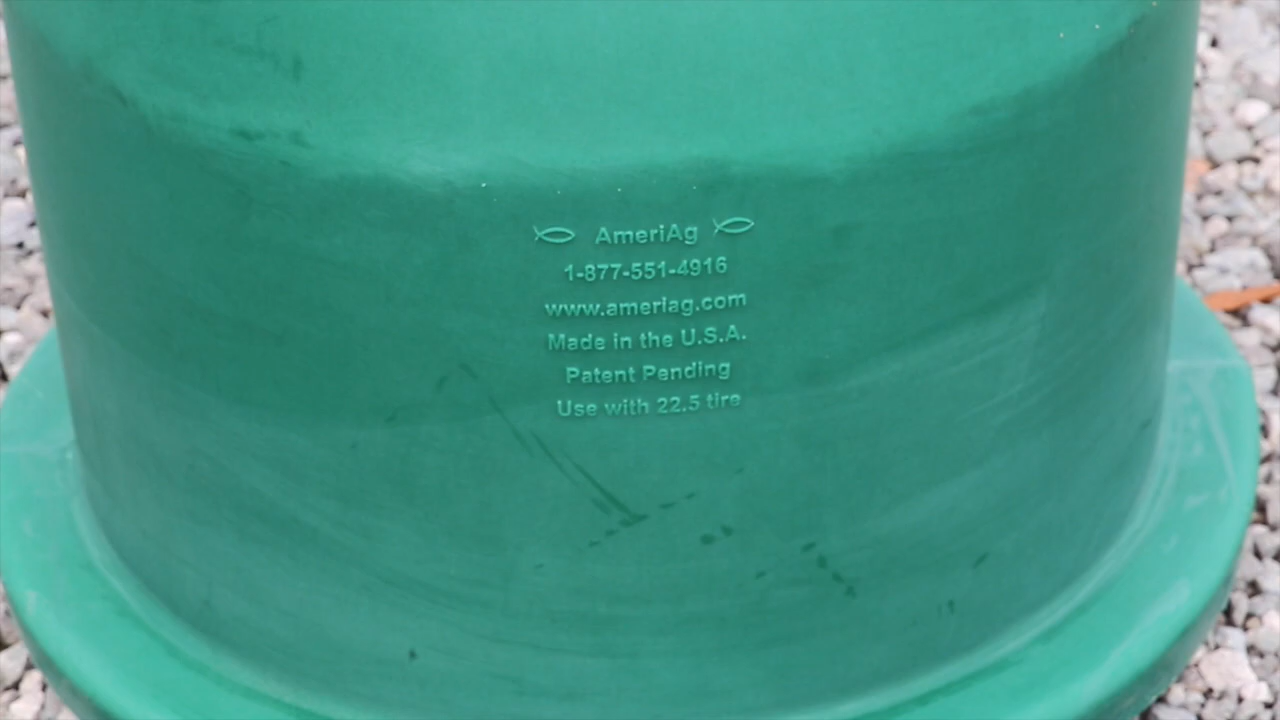 AmeriAg
1-877-551-4916
www.ameriag.com
Made in the U.S.A.
Patent Pending
Use with 22.5 tire